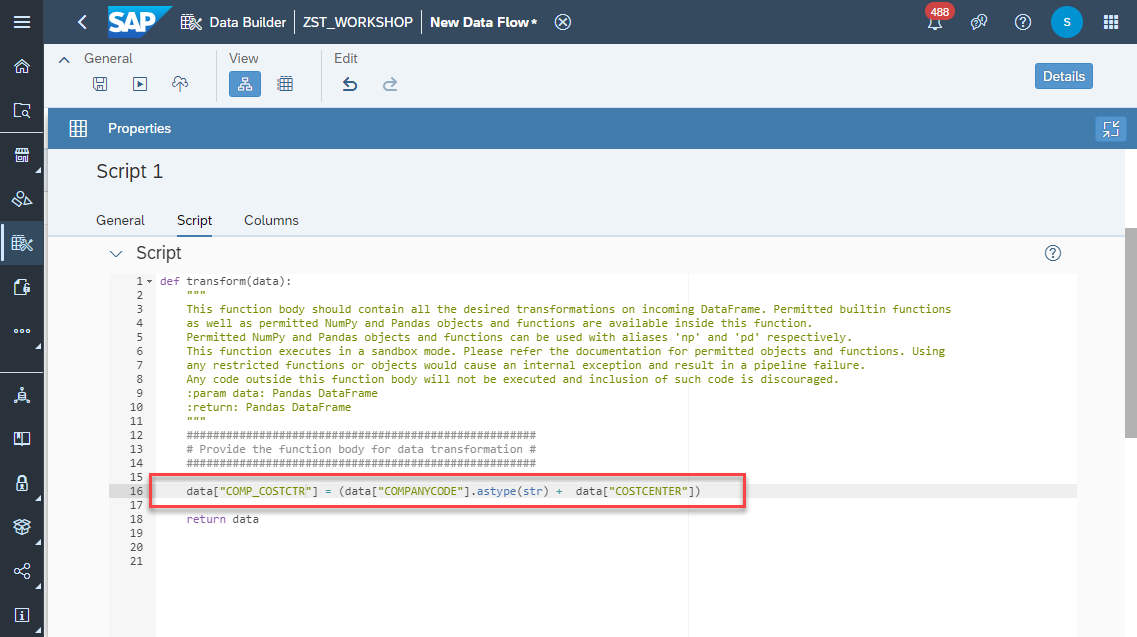 SAP Data Builder ZST_WORKSHOP New Data Flow*
488
S
General View Edit
Details
Properties
Script 1
General Script Columns
Script
1 def transform(data):
2 """
3 This function body should contain all the desired transformations on incoming DataFrame. Permitted builtin functions
4 as well as permitted NumPy and Pandas objects and functions are available inside this function.
5 Permitted NumPy and Pandas objects and functions can be used with aliases 'np' and 'pd' respectively.
6 This function executes in a sandbox mode. Please refer the documentation for permitted objects and functions. Using
7 any restricted functions or objects would cause an internal exception and result in a pipeline failure.
8 Any code outside this function body will not be executed and inclusion of such code is discouraged.
9 :param data: Pandas DataFrame
10 :return: Pandas DataFrame
11 """
12 #####################################################
13 # Provide the function body for data transformation #
14 #####################################################
15
16 data["COMP_COSTCTR"] = (data["COMPANYCODE"].astype(str) +  data["COSTCENTER"])
17
18 return data
19
20
21